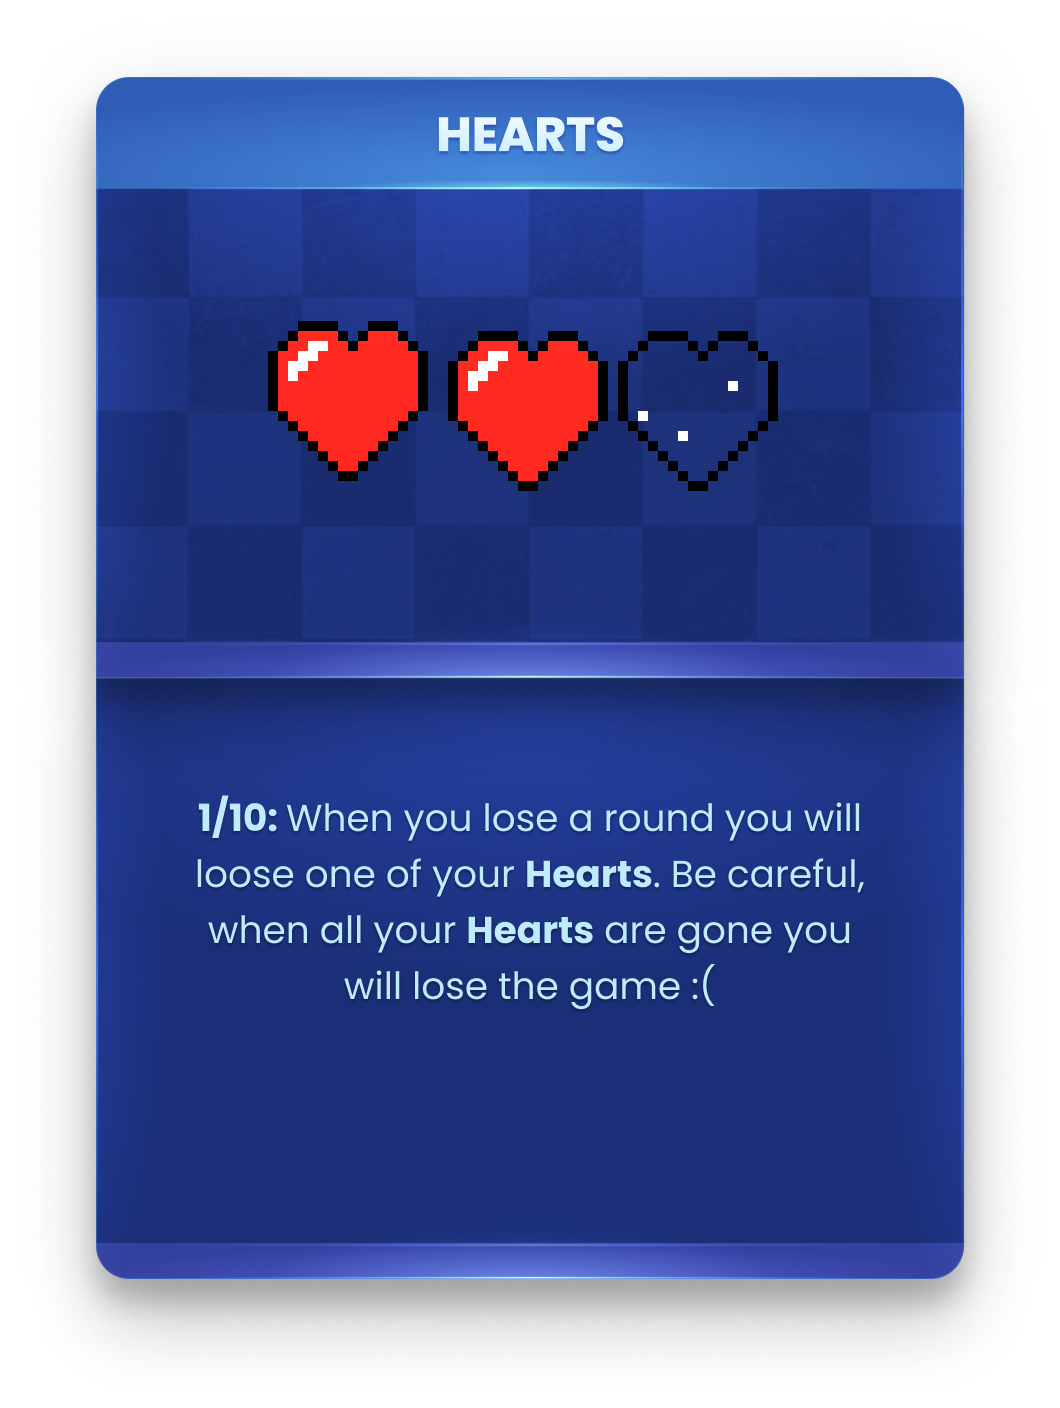 HEARTS
1/10: When you lose a round you will
loose one of your Hearts. Be careful,
when all your Hearts are gone you
will lose the game :(